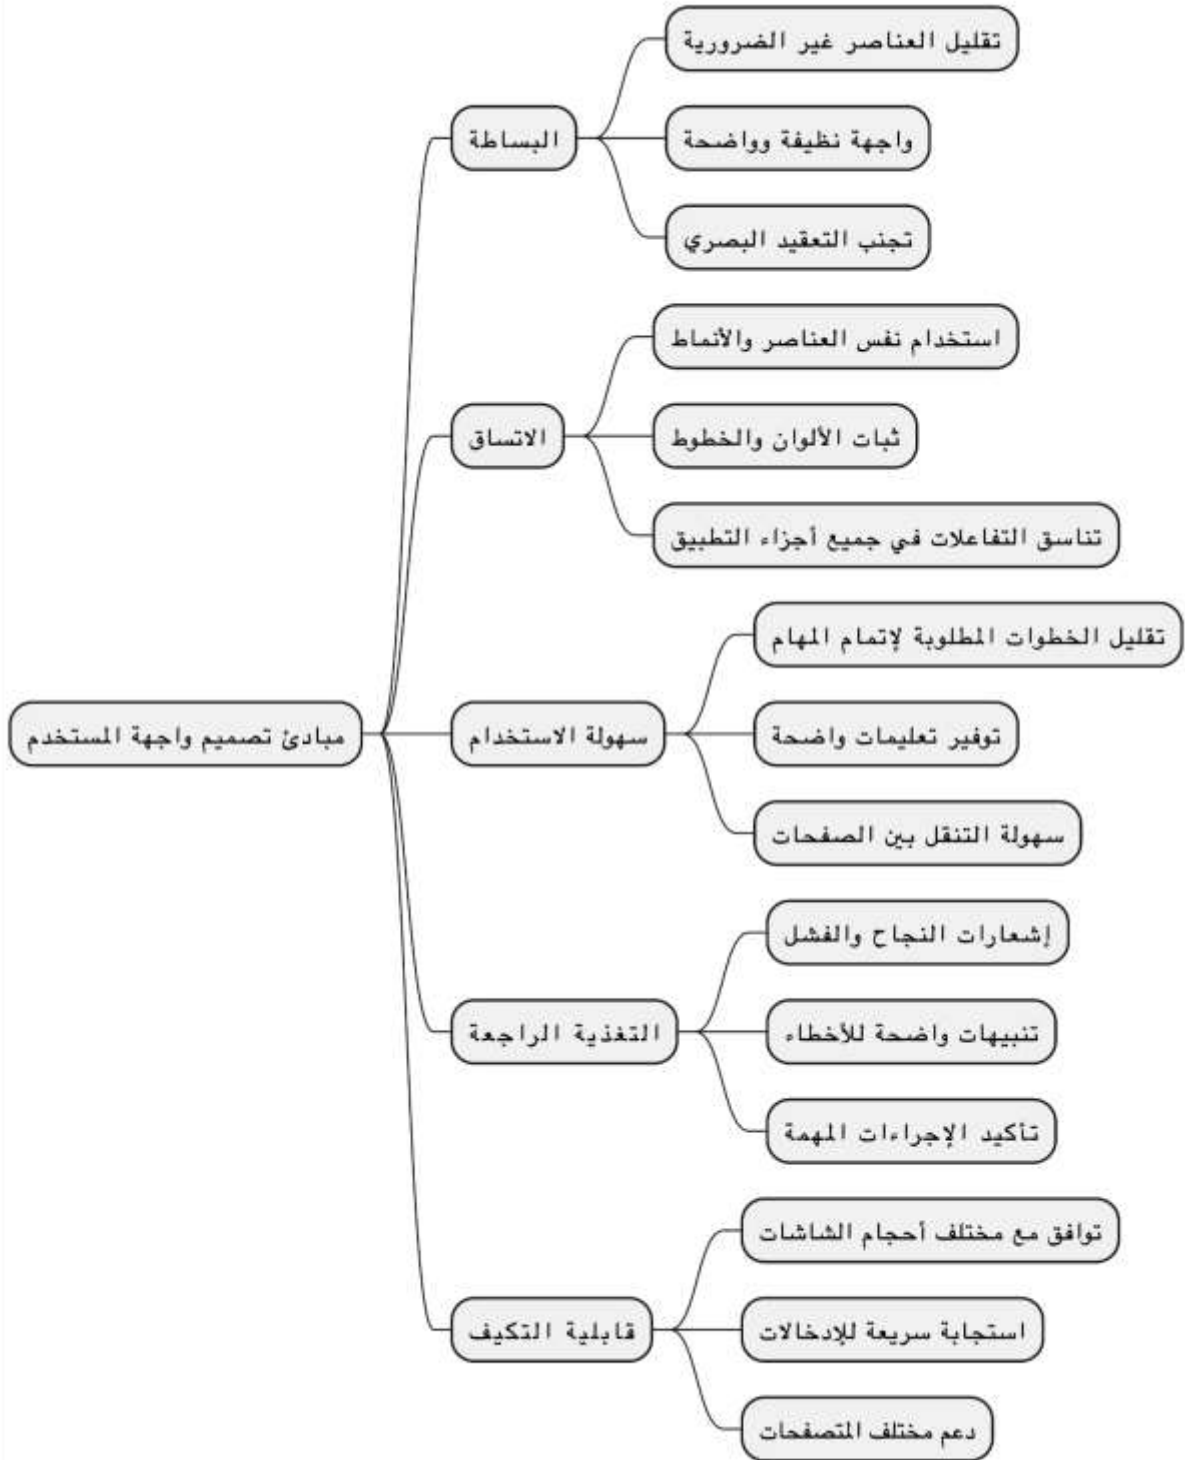 مبادئ تصميم واجهة المستخدم
البساطة
تقليل العناصر غير الضرورية
واجهة نظيفة وواضحة
تجنب التعقيد البصري
الاتساق
استخدام نفس العناصر والأنماط
ثبات الألوان والخطوط
تناسق التفاعلات في جميع أجزاء التطبيق
سهولة الاستخدام
تقليل الخطوات المطلوبة لإتمام المهام
توفير تعليمات واضحة
سهولة التنقل بين الصفحات
التغذية الراجعة
إشعارات النجاح والفشل
تنبيهات واضحة للأخطاء
تأكيد الإجراءات المهمة
قابلية التكيف
توافق مع مختلف أحجام الشاشات
استجابة سريعة للإدخالات
دعم مختلف المتصفحات